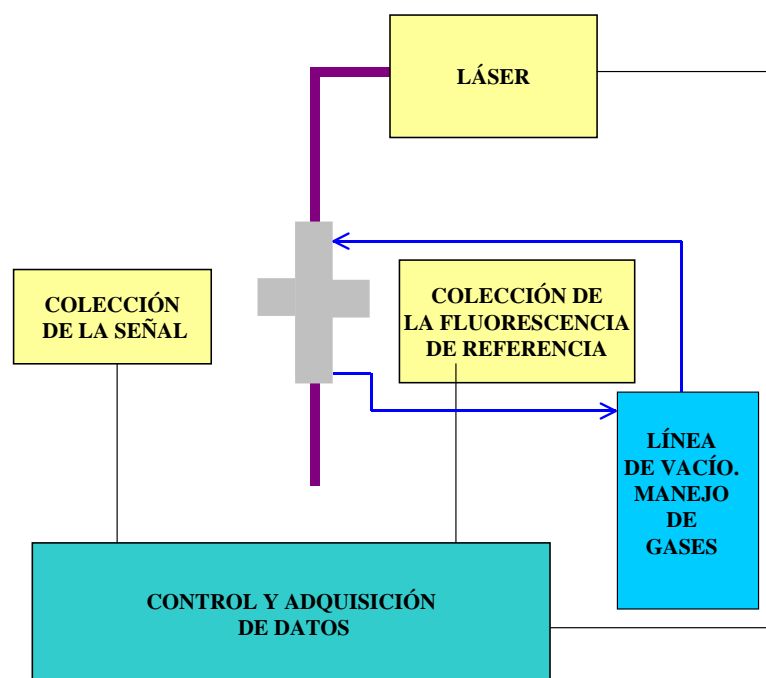 LÁSER
COLECCIÓN
DE LA SEÑAL
COLECCIÓN DE
LA FLUORESCENCIA
DE REFERENCIA
LÍNEA
DE VACÍO.
MANEJO
DE
GASES
CONTROL Y ADQUISICIÓN
DE DATOS